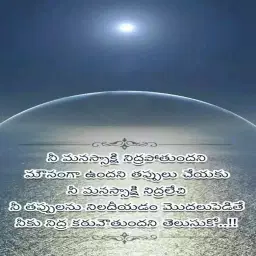 నీ మనస్సాక్షి నిద్రపోతుందని
మౌనంగా ఉందని తప్పులు చేయకు
నీ మనస్సాక్షి నిద్రలేచి
నీ తప్పులను నిలదీయడం మొదలుపెడితే
నీకు నిద్ర కరువౌతుందని తెలుసుకో..!!